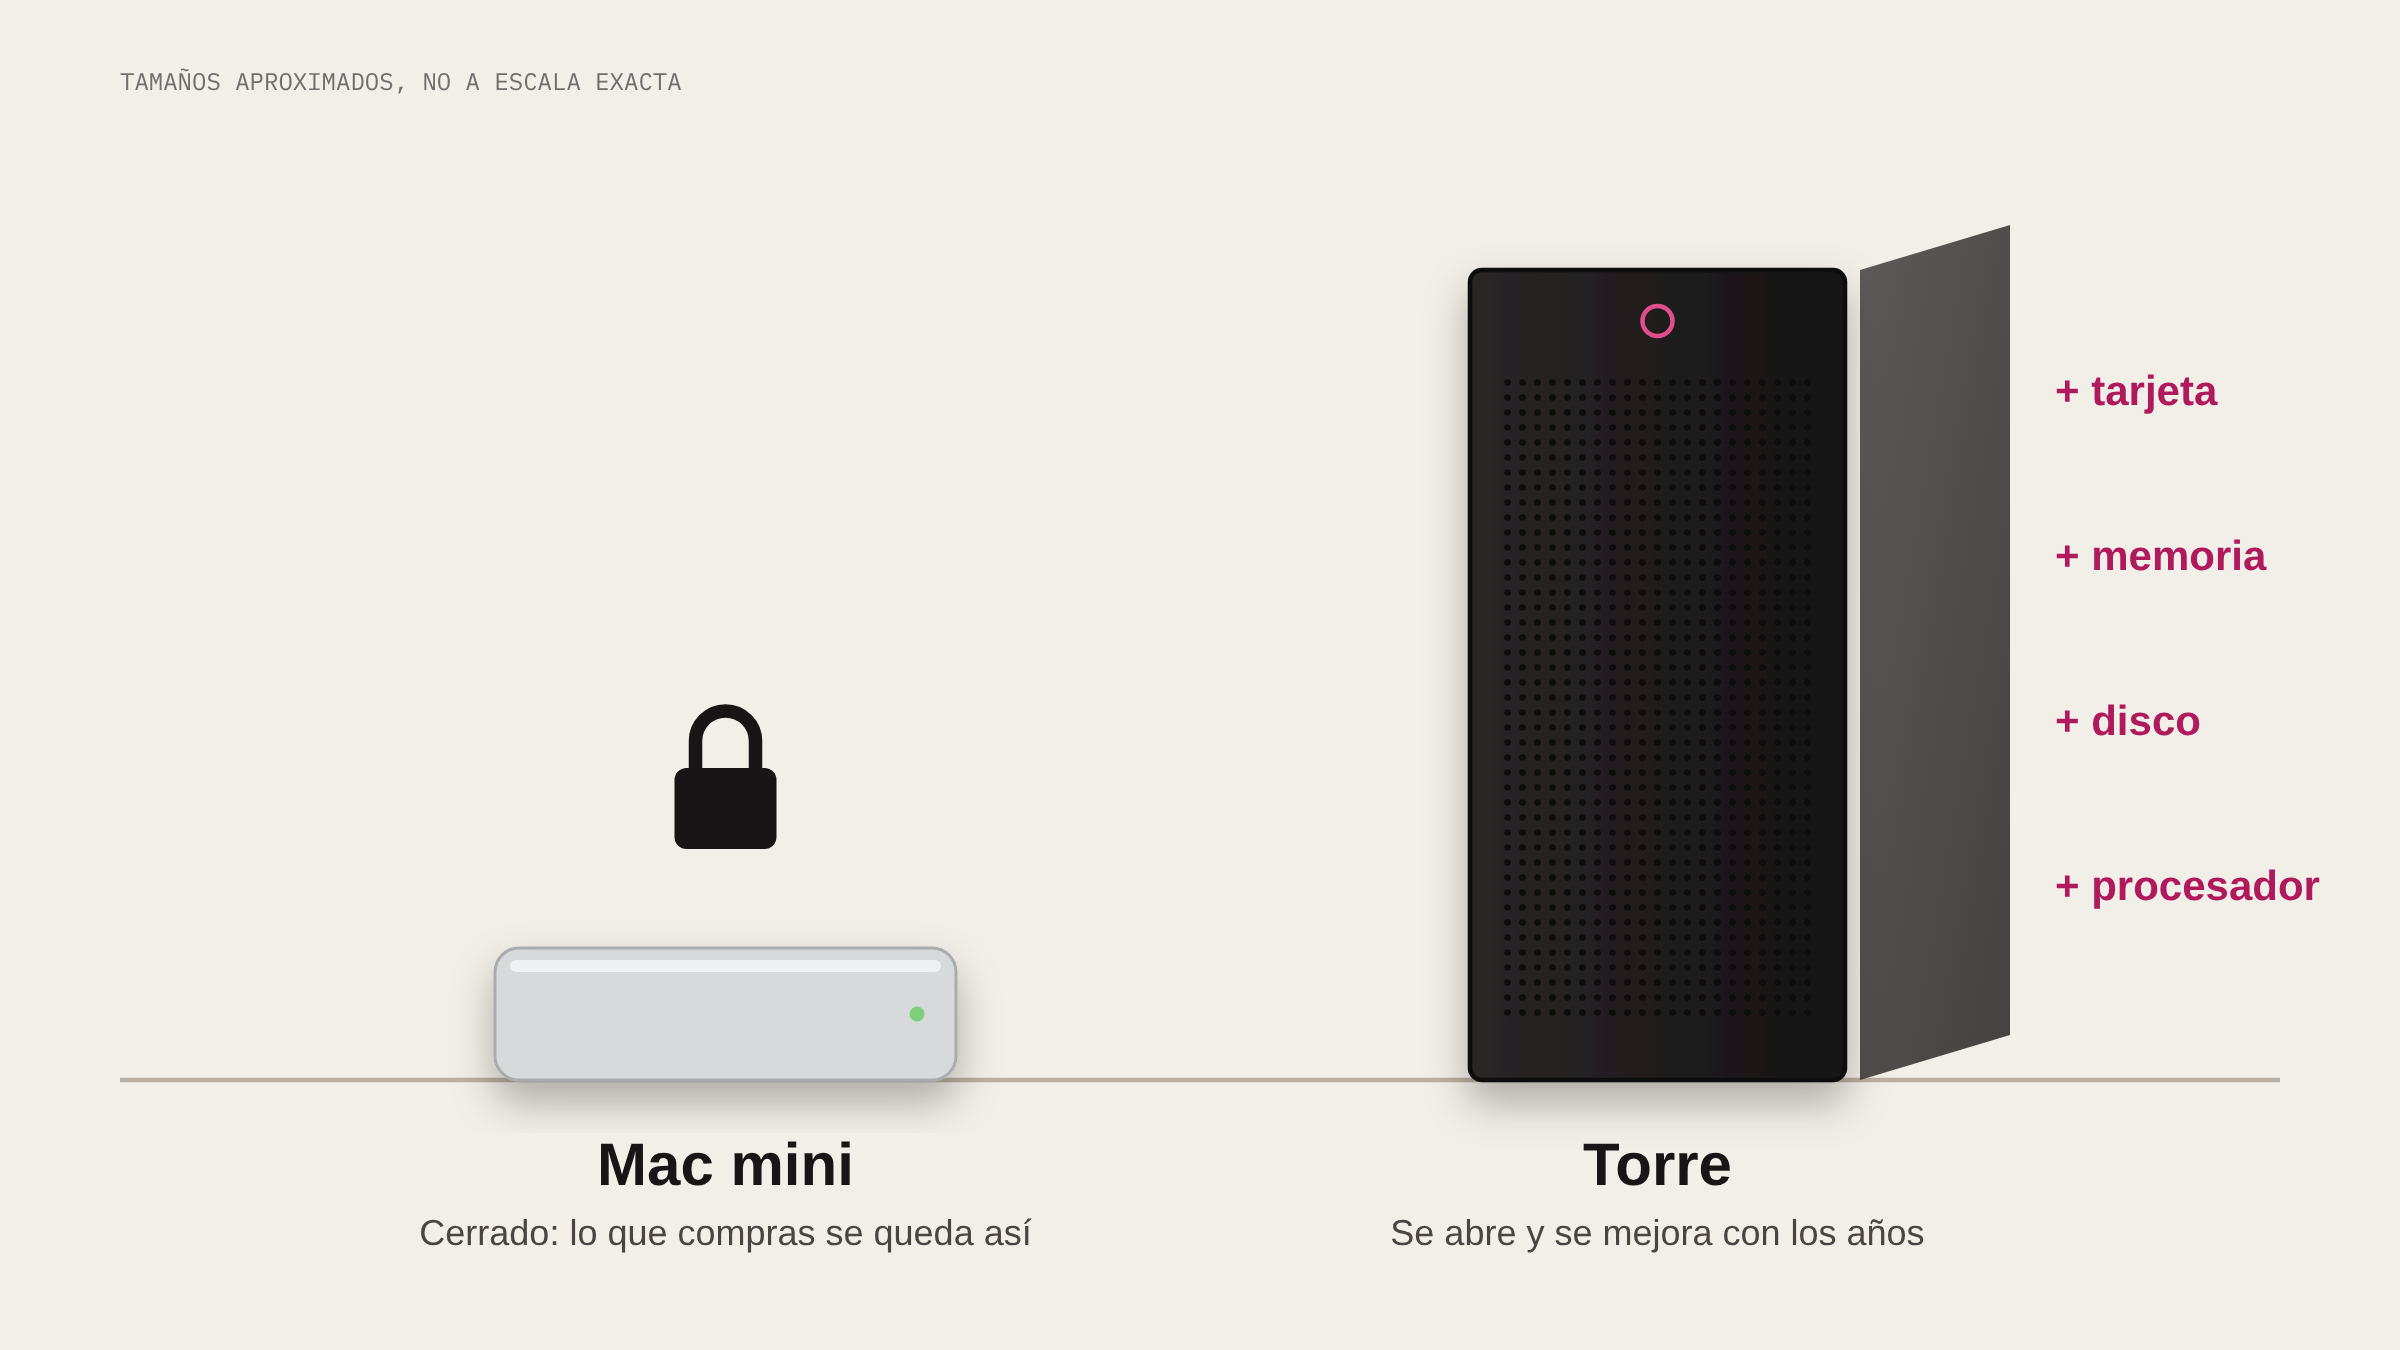 TAMAÑOS APROXIMADOS, NO A ESCALA EXACTA
+ tarjeta
+ memoria
+ disco
+ procesador
Mac mini
Cerrado: lo que compras se queda así
Torre
Se abre y se mejora con los años